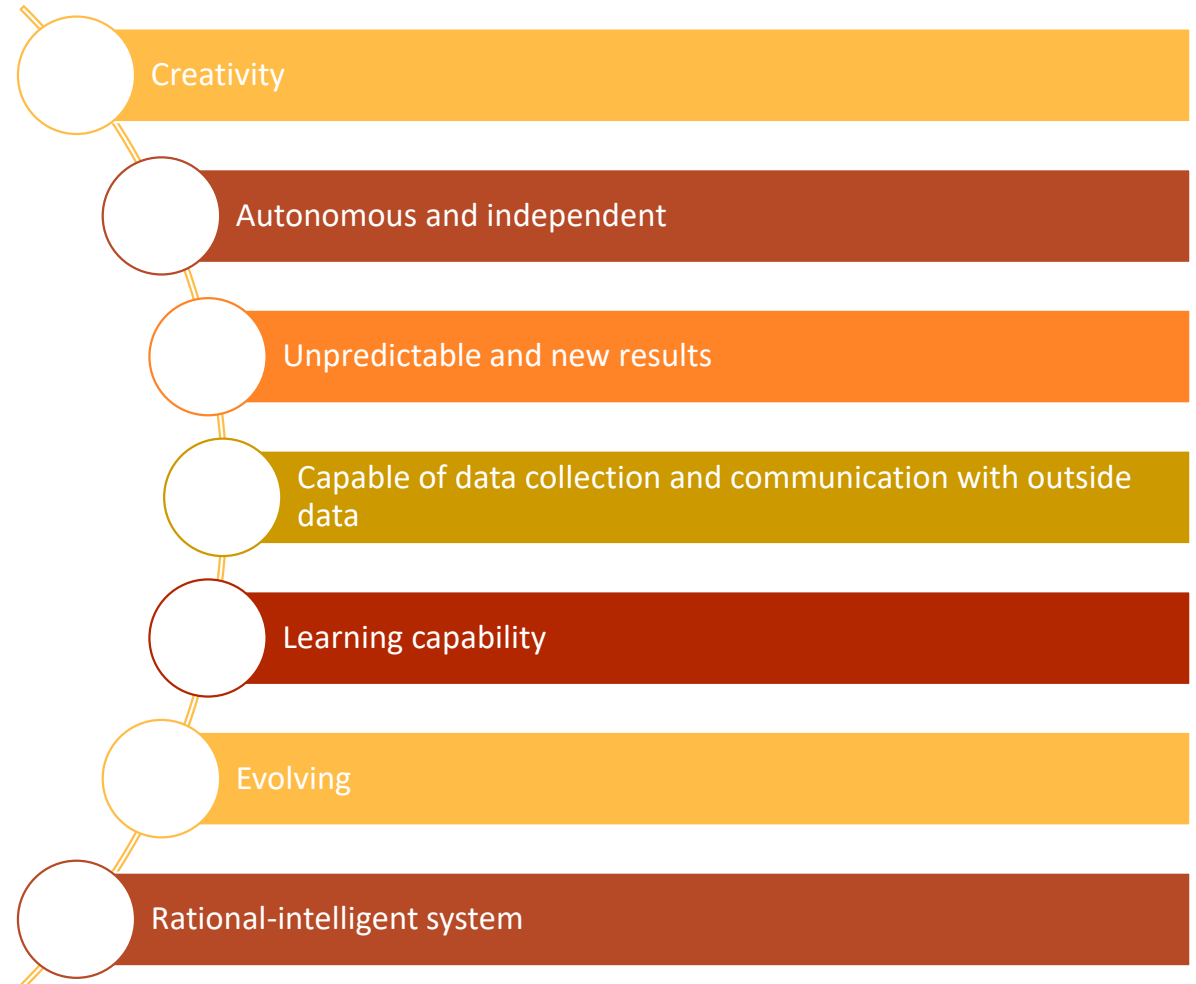 Creativity
Autonomous and independent
Unpredictable and new results
Capable of data collection and communication with outside
data
Learning capability
Evolving
Rational-intelligent system